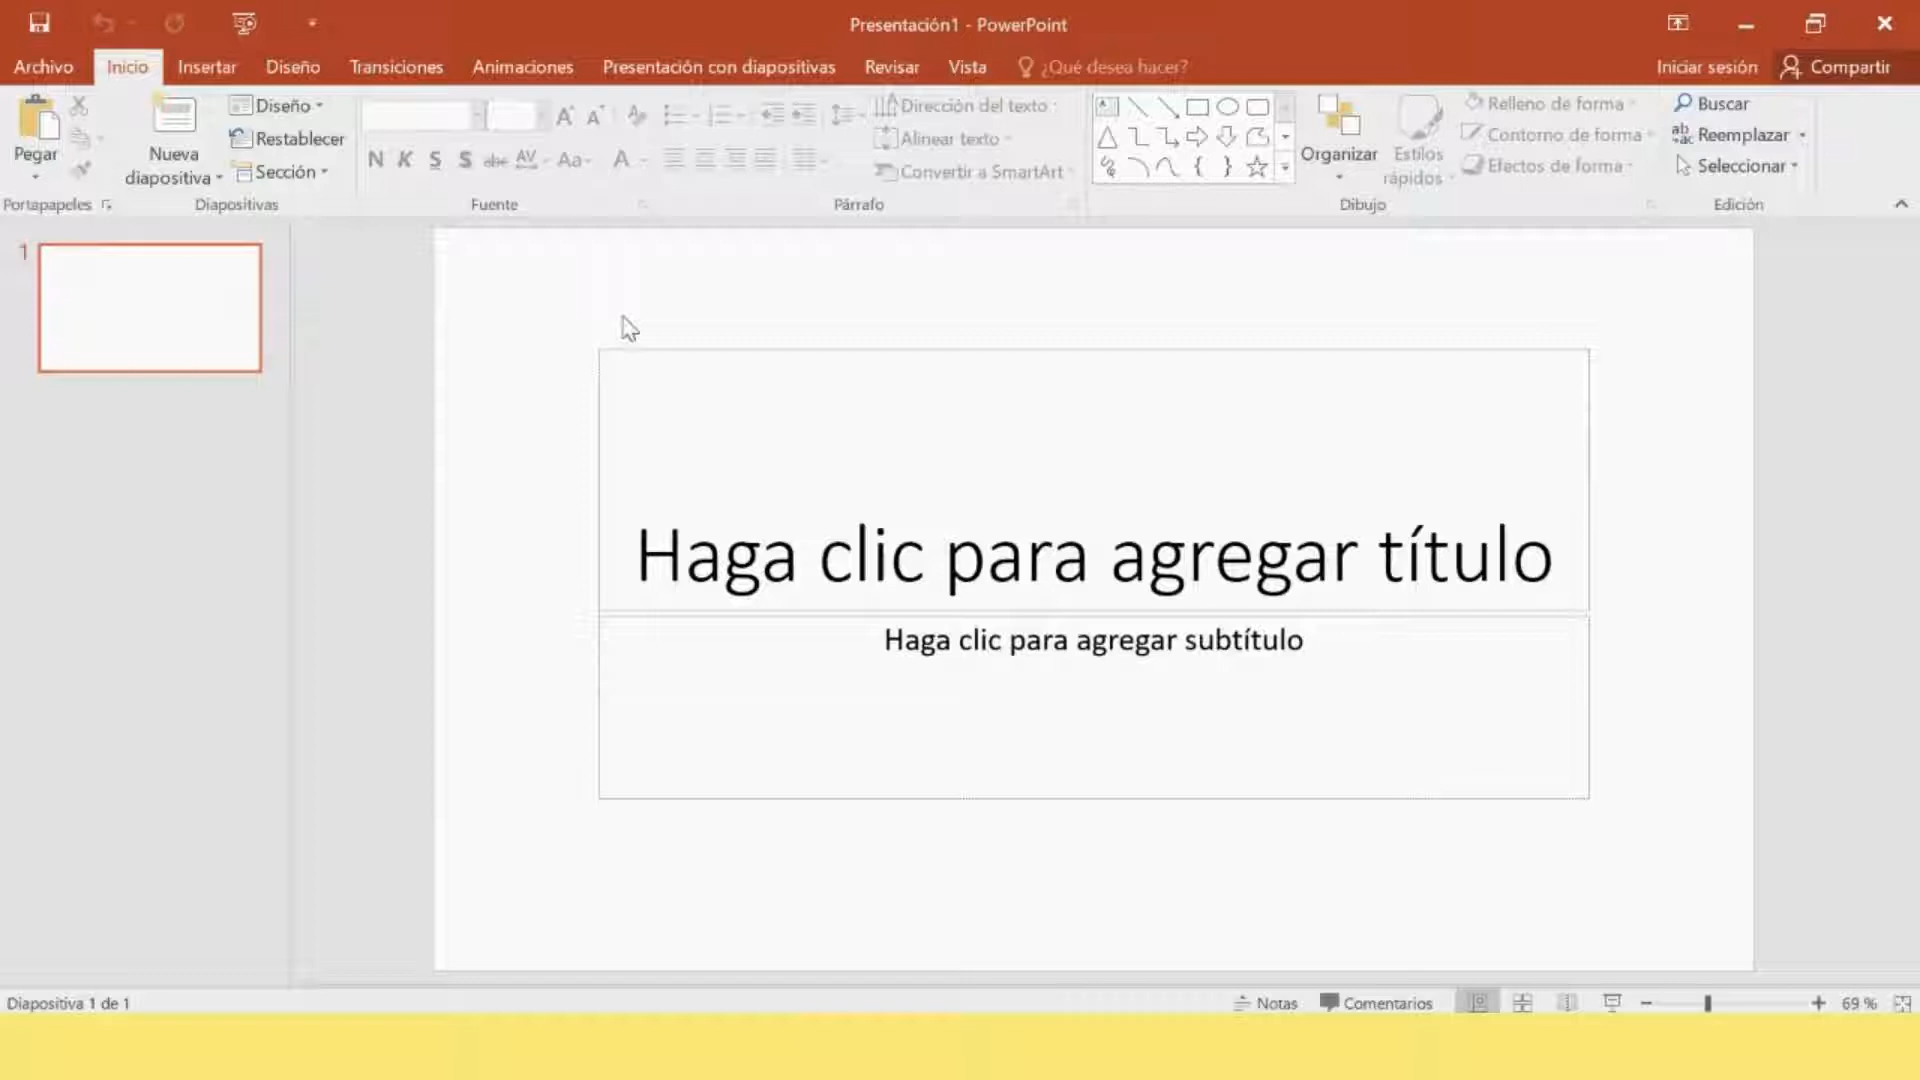 Presentación1 - PowerPoint
Archivo Inicio Insertar Diseño Transiciones Animaciones Presentación con diapositivas Revisar Vista ¿Qué desea hacer? Iniciar sesión Compartir
Pegar
Nueva diapositiva
Diseño
Restablecer
Sección
N K S S abc AV Aa A
Dirección del texto
Alinear texto
Convertir a SmartArt
Organizar
Estilos rápidos
Relleno de forma
Contorno de forma
Efectos de forma
Buscar
Reemplazar
Seleccionar
Portapapeles Diapositivas Fuente Párrafo Dibujo Edición
1
Haga clic para agregar título
Haga clic para agregar subtítulo
Diapositiva 1 de 1 Notas Comentarios 69 %